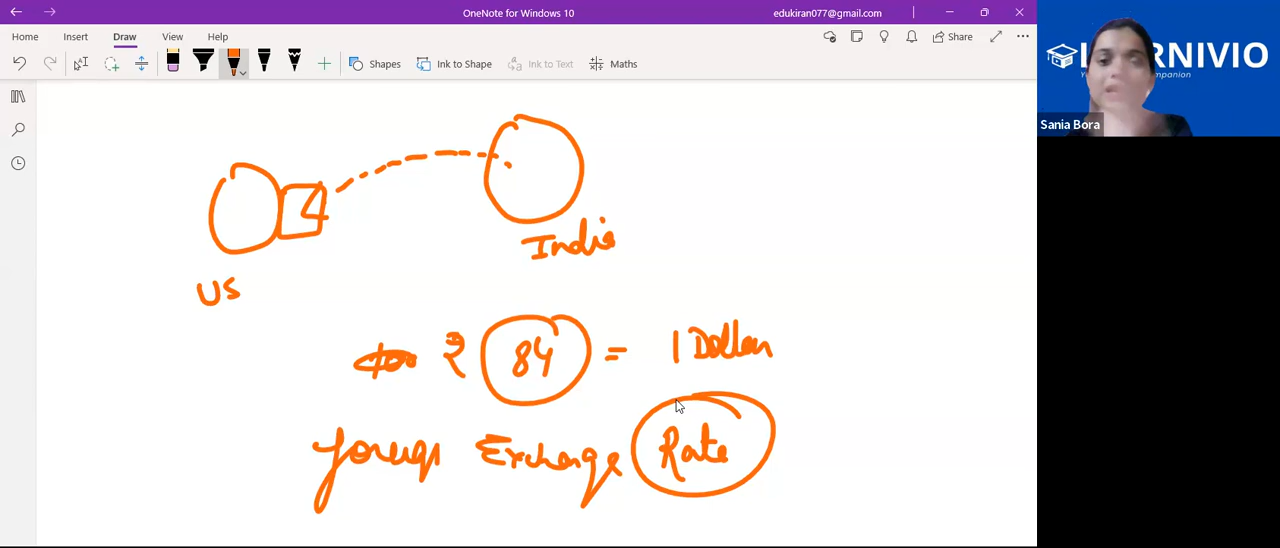 OneNote for Windows 10
edukiran077@gmail.com
Home Insert Draw View Help
Share
Shapes Ink to Shape Ink to Text Maths
NIVIO
Sania Bora
India
US
₹ 84 = 1 Dollar
foreign Exchange Rate